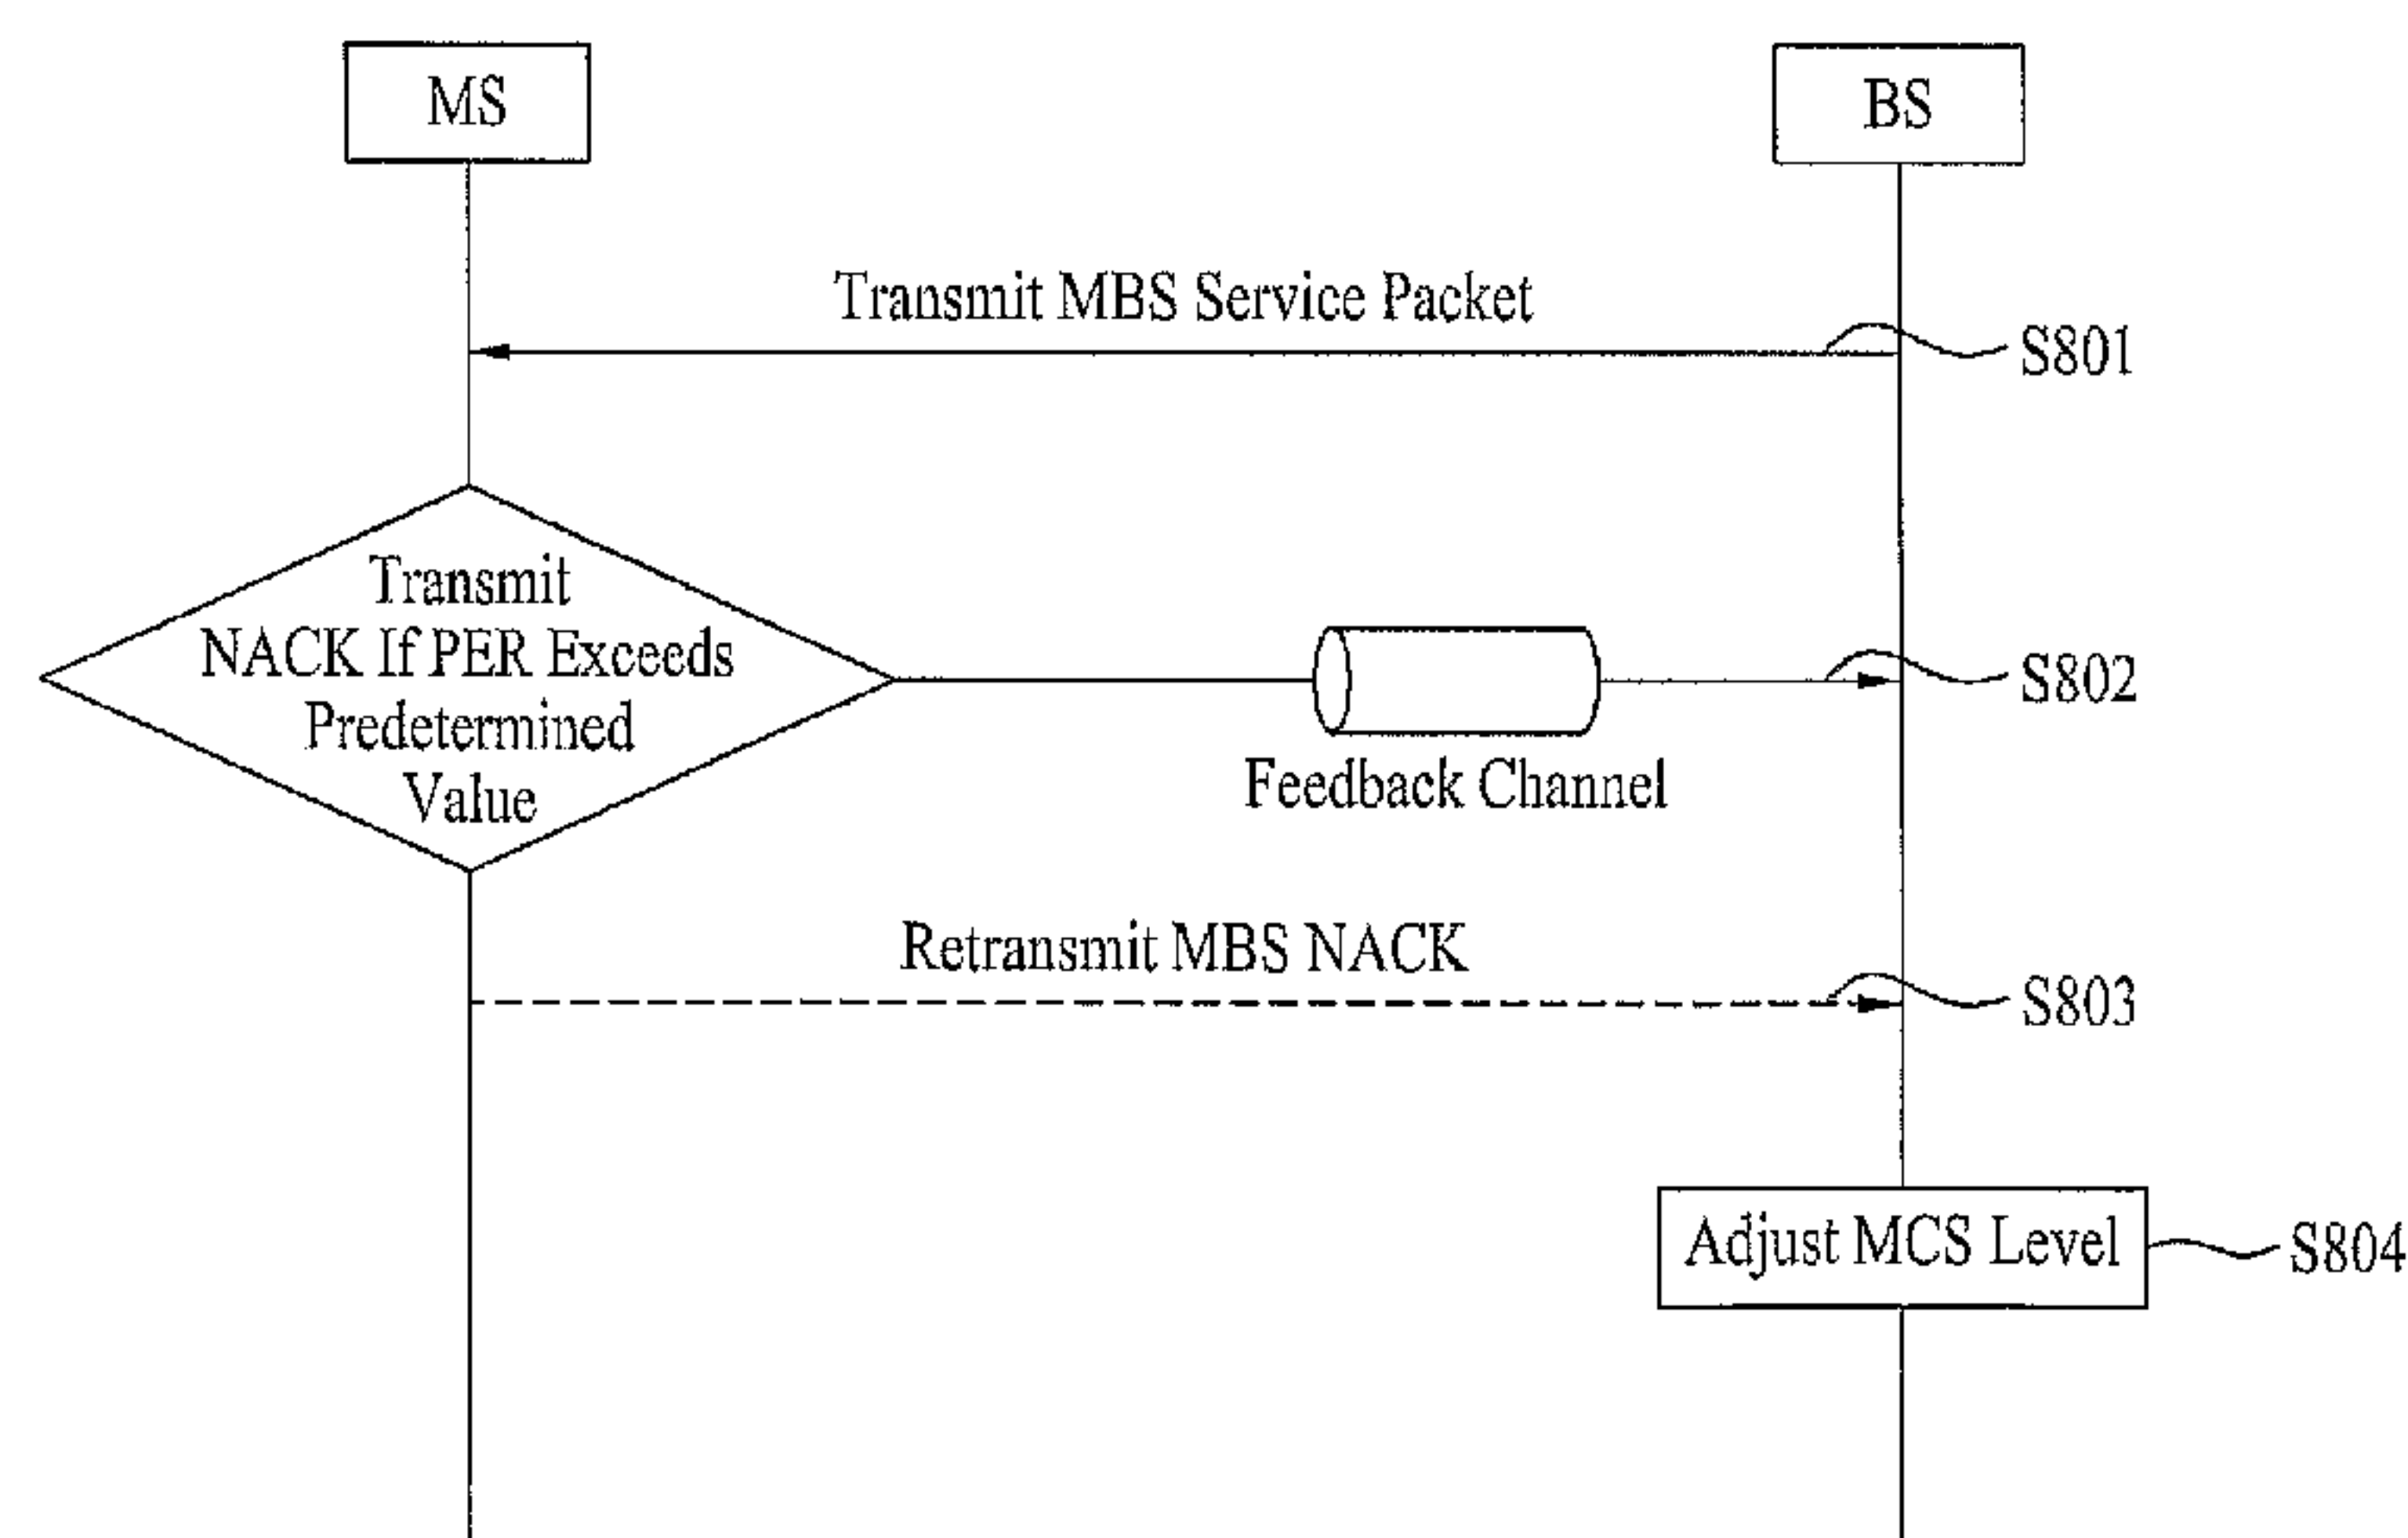 MS
BS
Transmit MBS Service Packet
S801
Transmit
NACK If PER Exceeds
Predetermined
Value
S802
Feedback Channel
Retransmit MBS NACK
S803
Adjust MCS Level
S804